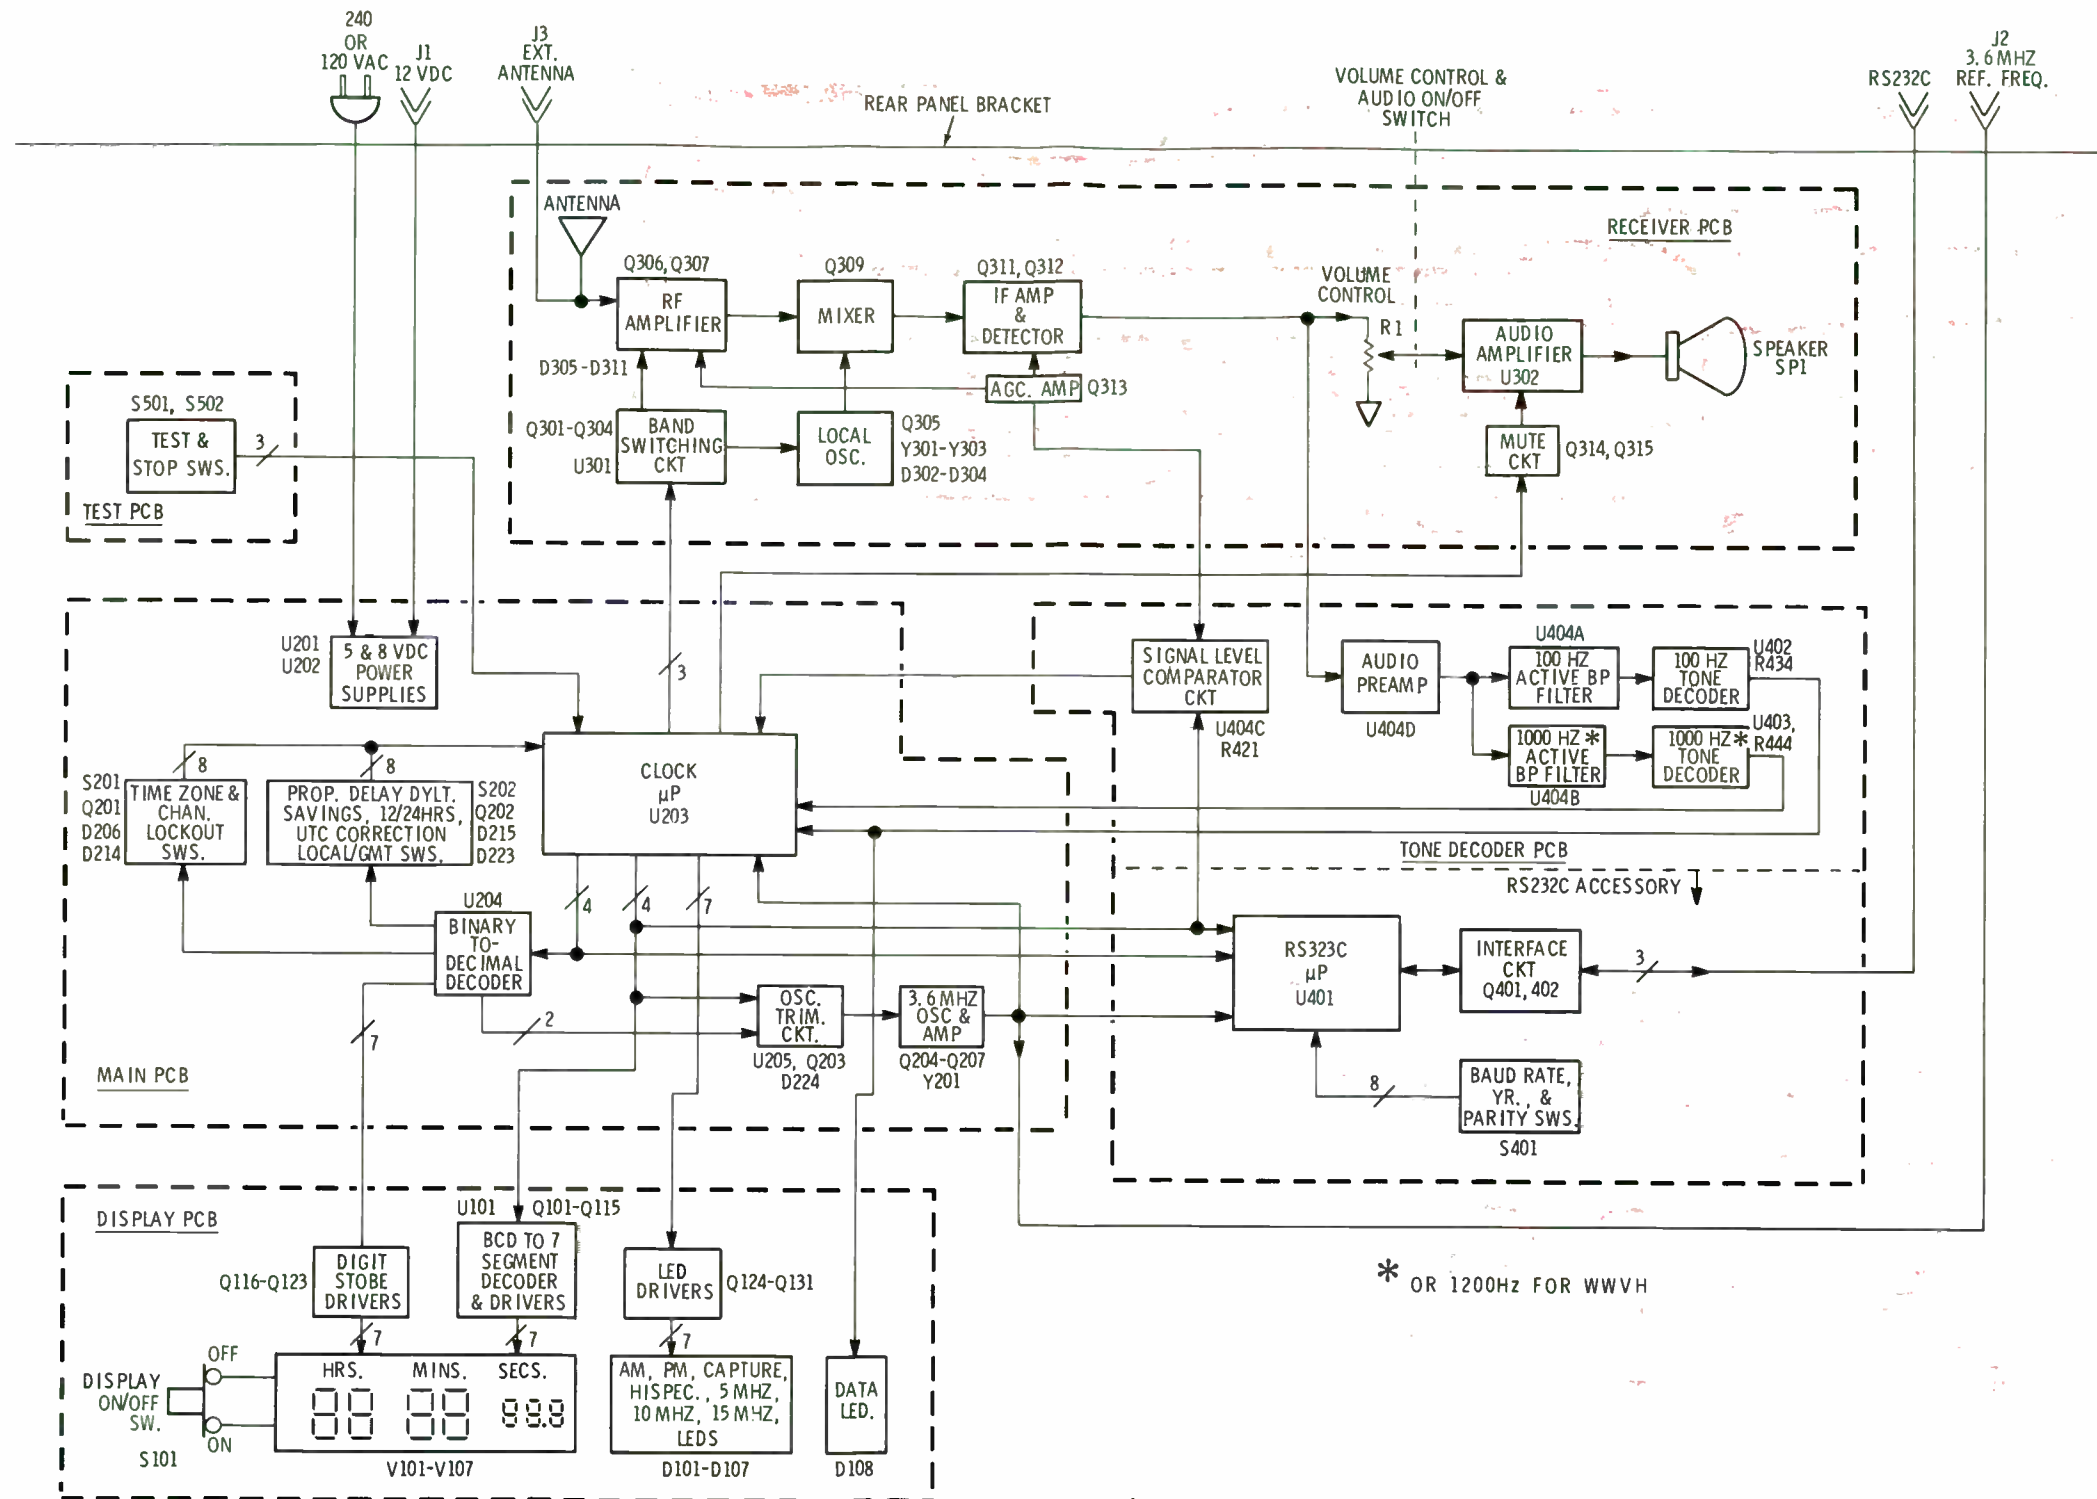 240
OR
120 VAC
J1
12 VDC
J3
EXT.
ANTENNA
REAR PANEL BRACKET
VOLUME CONTROL &
AUDIO ON/OFF
SWITCH
RS232C
J2
3.6 MHZ
REF. FREQ.
ANTENNA
RECEIVER PCB
Q306, Q307
RF
AMPLIFIER
Q309
MIXER
Q311, Q312
IF AMP
&
DETECTOR
VOLUME
CONTROL
R1
AUDIO
AMPLIFIER
U302
SPEAKER
SP1
D305-D311
AGC. AMP
Q313
Q301-Q304
U301
BAND
SWITCHING
CKT
LOCAL
OSC.
Q305
Y301-Y303
D302-D304
MUTE
CKT
Q314, Q315
S501, S502
TEST &
STOP SWS.
3
TEST PCB
U201
U202
5 & 8 VDC
POWER
SUPPLIES
3
SIGNAL LEVEL
COMPARATOR
CKT
U404C
R421
AUDIO
PREAMP
U404D
U404A
100 HZ
ACTIVE BP
FILTER
100 HZ
TONE
DECODER
U402
R434
1000 HZ *
ACTIVE
BP FILTER
U404B
1000 HZ *
TONE
DECODER
U403,
R444
8
8
S201
Q201
D206
D214
TIME ZONE &
CHAN.
LOCKOUT
SWS.
PROP. DELAY DYLT.
SAVINGS, 12/24HRS,
UTC CORRECTION
LOCAL/GMT SWS.
S202
Q202
D215
D223
CLOCK
µP
U203
TONE DECODER PCB
RS232C ACCESSORY
4
4
7
U204
BINARY
TO-
DECIMAL
DECODER
RS323C
µP
U401
INTERFACE
CKT
Q401, 402
3
OSC.
TRIM.
CKT.
U205, Q203
D224
3.6 MHZ
OSC &
AMP
Q204-Q207
Y201
2
7
MAIN PCB
8
BAUD RATE,
YR., &
PARITY SWS.
S401
DISPLAY PCB
U101
Q101-Q115
Q116-Q123
DIGIT
STOBE
DRIVERS
BCD TO 7
SEGMENT
DECODER
& DRIVERS
LED
DRIVERS
Q124-Q131
* OR 1200Hz FOR WWVH
7
7
7
OFF
DISPLAY
ON/OFF
SW.
ON
S101
HRS.
MINS.
SECS.
88 88 88.8
V101-V107
AM, PM, CAPTURE,
HISPEC., 5 MHZ,
10 MHZ, 15 MHZ,
LEDS
D101-D107
DATA
LED.
D108